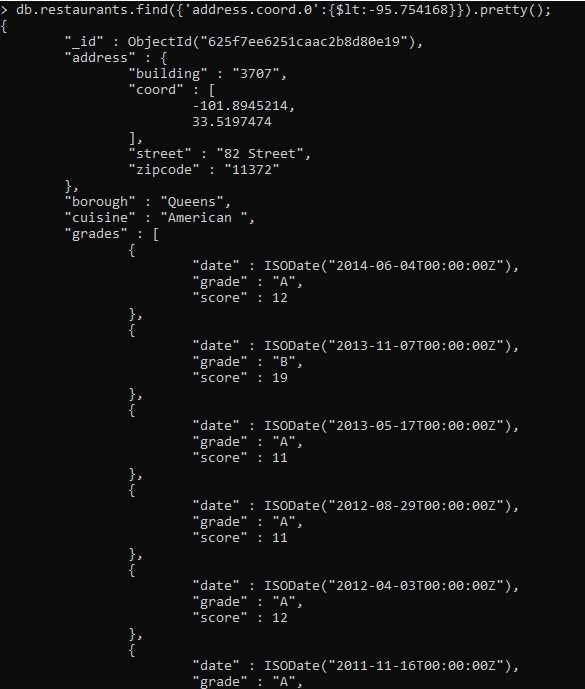 > db.restaurants.find({'address.coord.0':{$lt:-95.754168}}).pretty();
{
        "_id" : ObjectId("625f7ee6251caac2b8d80e19"),
        "address" : {
                "building" : "3707",
                "coord" : [
                        -101.8945214,
                        33.5197474
                ],
                "street" : "82 Street",
                "zipcode" : "11372"
        },
        "borough" : "Queens",
        "cuisine" : "American ",
        "grades" : [
                {
                        "date" : ISODate("2014-06-04T00:00:00Z"),
                        "grade" : "A",
                        "score" : 12
                },
                {
                        "date" : ISODate("2013-11-07T00:00:00Z"),
                        "grade" : "B",
                        "score" : 19
                },
                {
                        "date" : ISODate("2013-05-17T00:00:00Z"),
                        "grade" : "A",
                        "score" : 11
                },
                {
                        "date" : ISODate("2012-08-29T00:00:00Z"),
                        "grade" : "A",
                        "score" : 11
                },
                {
                        "date" : ISODate("2012-04-03T00:00:00Z"),
                        "grade" : "A",
                        "score" : 12
                },
                {
                        "date" : ISODate("2011-11-16T00:00:00Z"),
                        "grade" : "A",